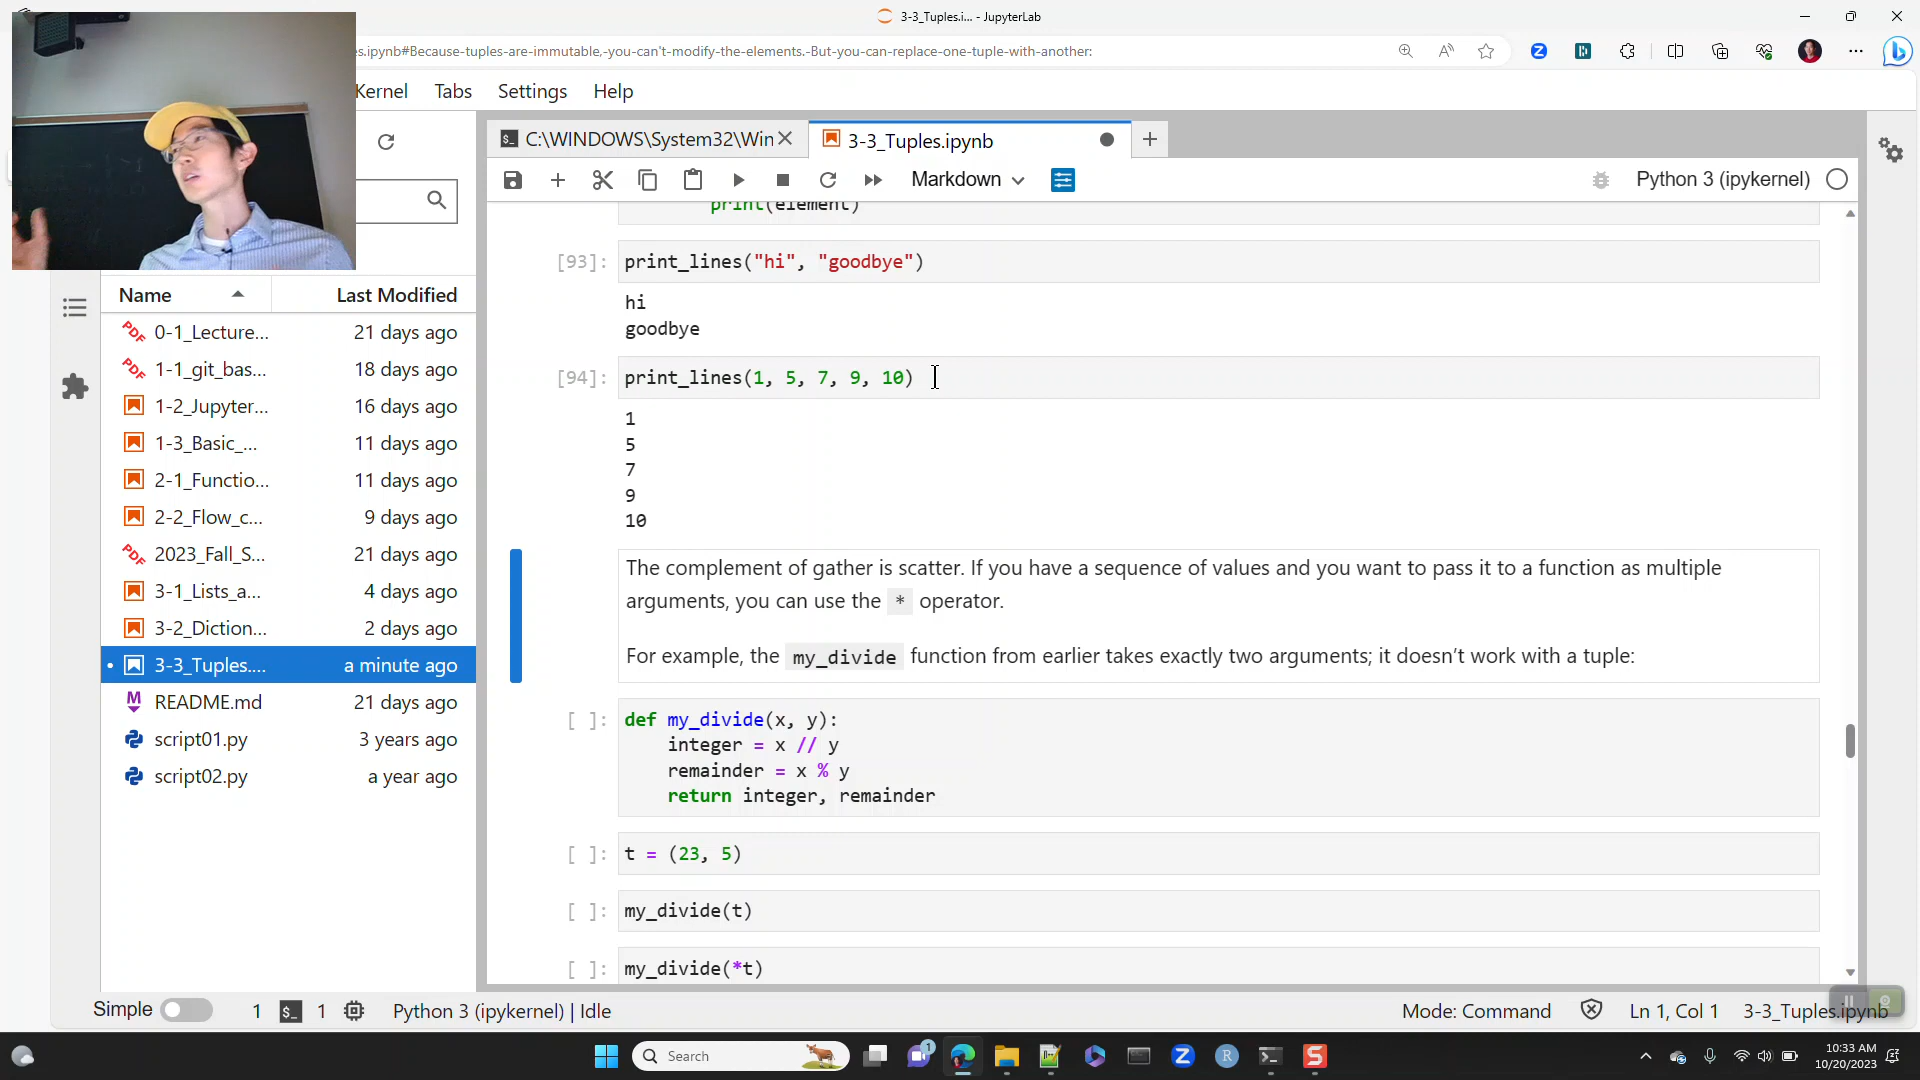 3-3_Tuples.i... - JupyterLab
es.ipynb#Because-tuples-are-immutable,-you-can't-modify-the-elements.-But-you-can-replace-one-tuple-with-another:
Kernel Tabs Settings Help
C:\WINDOWS\System32\Win
3-3_Tuples.ipynb
Markdown
Python 3 (ipykernel)
Name Last Modified
0-1_Lecture... 21 days ago
1-1_git_bas... 18 days ago
1-2_Jupyter... 16 days ago
1-3_Basic_... 11 days ago
2-1_Functio... 11 days ago
2-2_Flow_c... 9 days ago
2023_Fall_S... 21 days ago
3-1_Lists_a... 4 days ago
3-2_Diction... 2 days ago
3-3_Tuples.... a minute ago
README.md 21 days ago
script01.py 3 years ago
script02.py a year ago
print(element)
[93]: print_lines("hi", "goodbye")
hi
goodbye
[94]: print_lines(1, 5, 7, 9, 10)
1
5
7
9
10
The complement of gather is scatter. If you have a sequence of values and you want to pass it to a function as multiple
arguments, you can use the * operator.
For example, the my_divide function from earlier takes exactly two arguments; it doesn’t work with a tuple:
[ ]: def my_divide(x, y):
integer = x // y
remainder = x % y
return integer, remainder
[ ]: t = (23, 5)
[ ]: my_divide(t)
[ ]: my_divide(*t)
Simple 1 1 Python 3 (ipykernel) | Idle
Mode: Command Ln 1, Col 1 3-3_Tuples.ipynb
Search
1
10:33 AM
10/20/2023